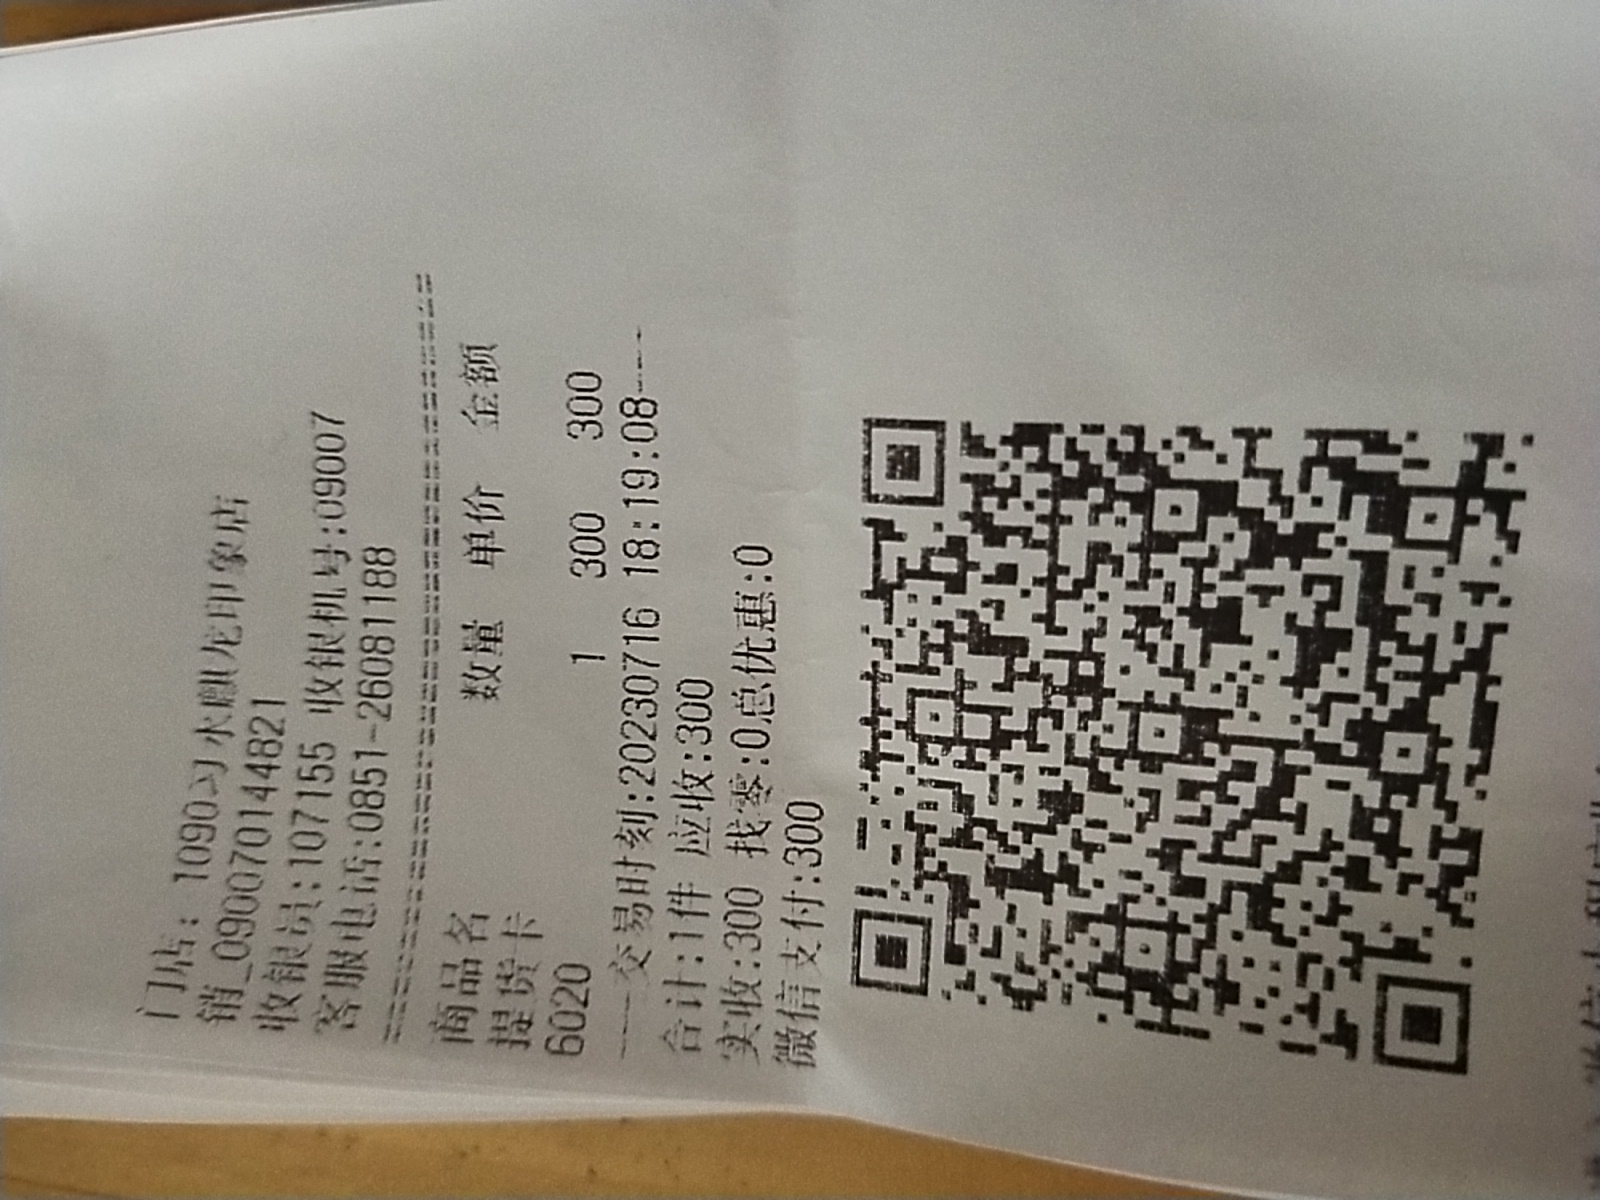 门店: 1090习水麒龙印象店
销_090070144821
收银员:107155 收银机号:09007
客服电话:0851-26081188
商品名 数量 单价 金额
提货卡
6020 1 300 300
交易时刻:20230716 18:19:08
合计:1件 应收:300
实收:300 找零:0总优惠:0
微信支付:300